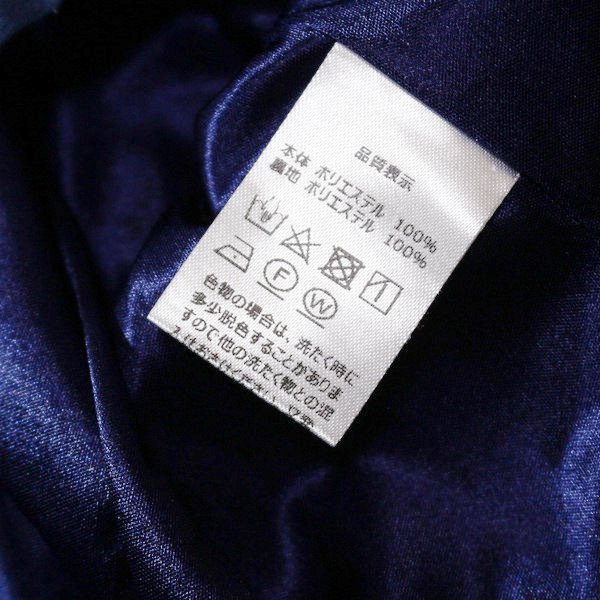 品質表示
本体 ポリエステル 100%
裏地 ポリエステル 100%
F
W
色物の場合は、洗たく時に
多少脱色することがありま
すので他の洗たく物との混